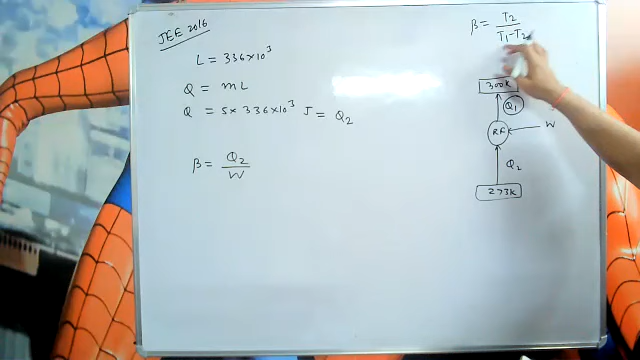 JEE 2016
L = 336×10³
Q = mL
Q = 5×336×10³ J = Q₂
β = Q₂/W
β = T₂/T₁-T₂
300K
Q₁
RF
W
Q₂
273K